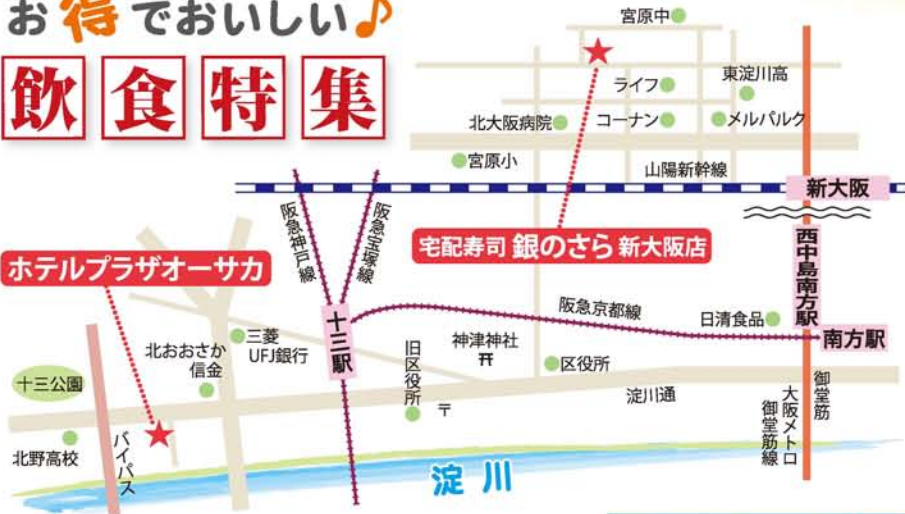 お得でおいしい♪
飲食特集
宮原中
ライフ
東淀川高
北大阪病院
コーナン
メルパルク
宮原小
山陽新幹線
新大阪
阪急神戸線
阪急宝塚線
宅配寿司 銀のさら 新大阪店
西中島南方駅
ホテルプラザオーサカ
阪急京都線
日清食品
南方駅
十三駅
三菱
UFJ銀行
北おおさか
信金
旧区役所
神津神社
区役所
十三公園
〒
淀川通
御堂筋
大阪メトロ
御堂筋線
北野高校
バイパス
淀川